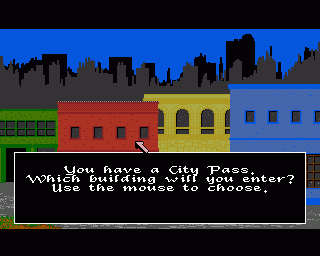 You have a City Pass.
Which building will you enter?
Use the mouse to choose.